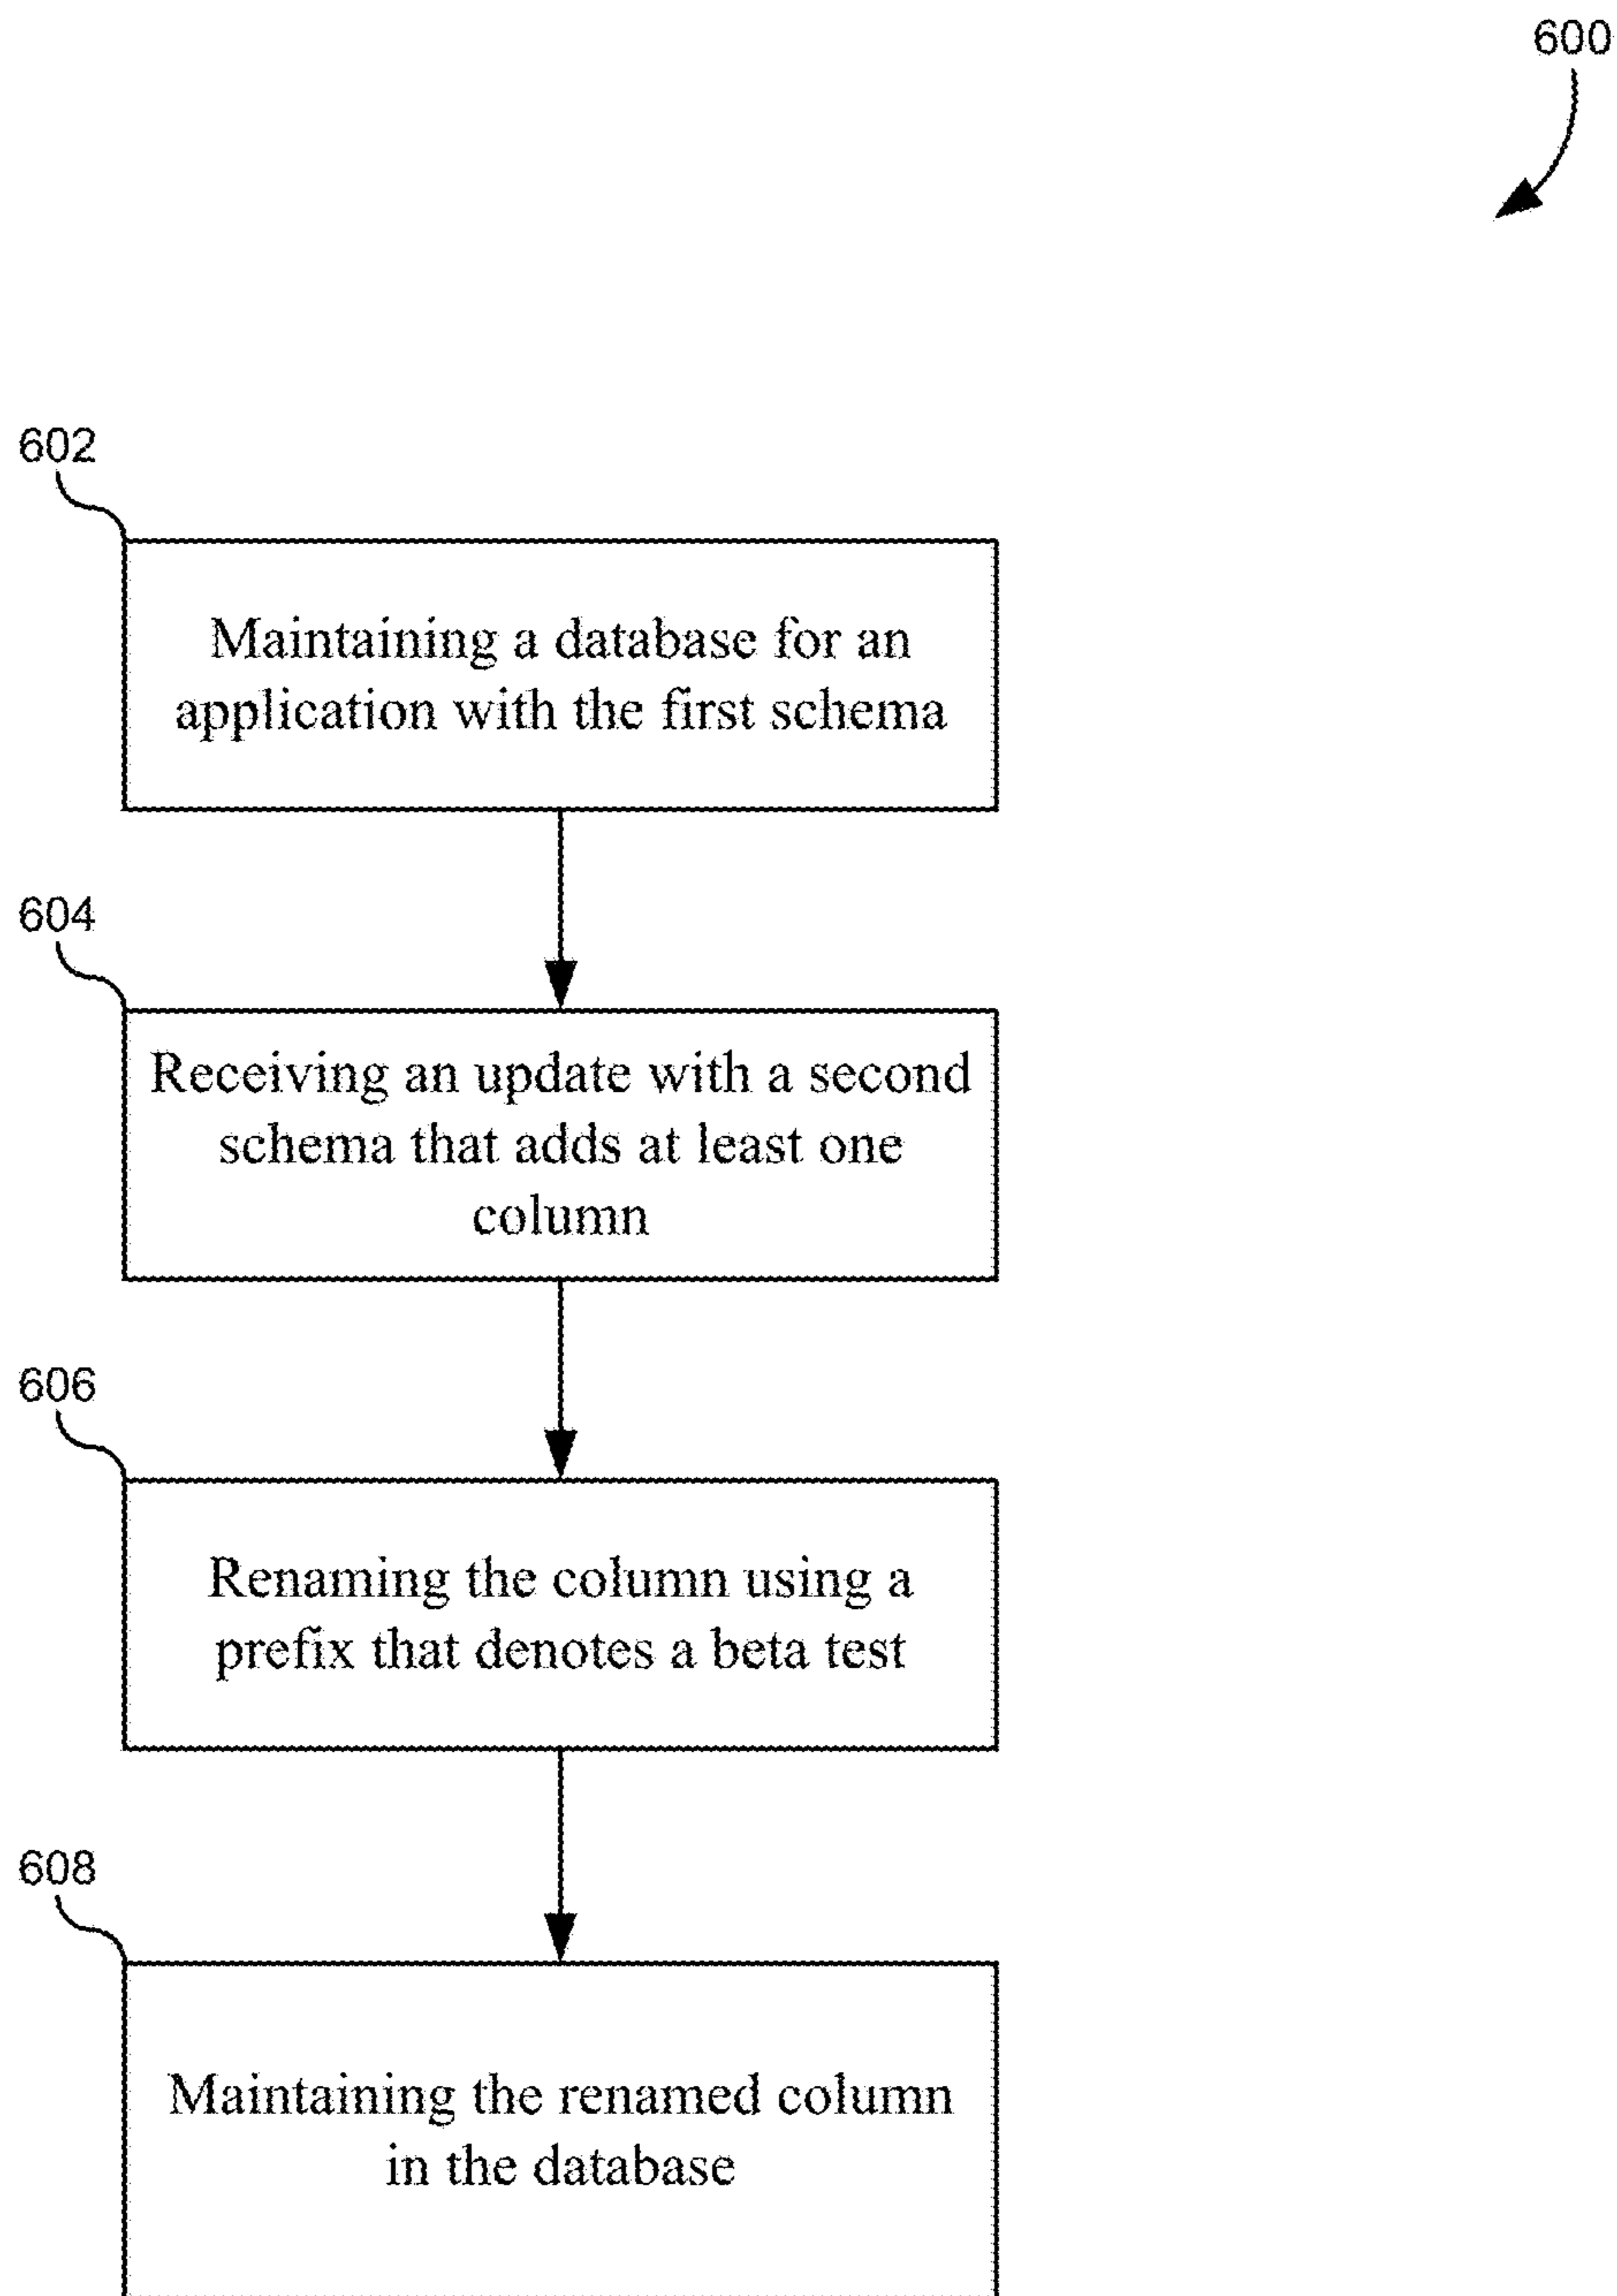 600
602
Maintaining a database for an
application with the first schema
604
Receiving an update with a second
schema that adds at least one
column
606
Renaming the column using a
prefix that denotes a beta test
608
Maintaining the renamed column
in the database